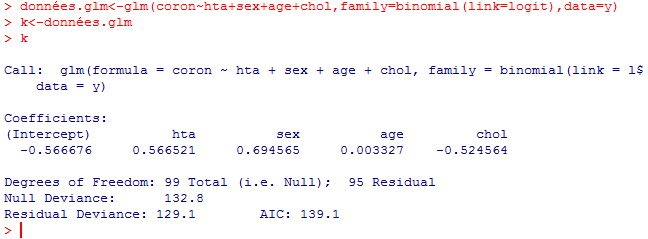 > données.glm<-glm(coron~hta+sex+age+chol,family=binomial(link=logit),data=y)
> k<-données.glm
> k
Call:  glm(formula = coron ~ hta + sex + age + chol, family = binomial(link = l$
    data = y)
Coefficients:
(Intercept)          hta          sex          age         chol
  -0.566676     0.566521     0.694565     0.003327    -0.524564
Degrees of Freedom: 99 Total (i.e. Null);  95 Residual
Null Deviance:      132.8
Residual Deviance: 129.1        AIC: 139.1
>